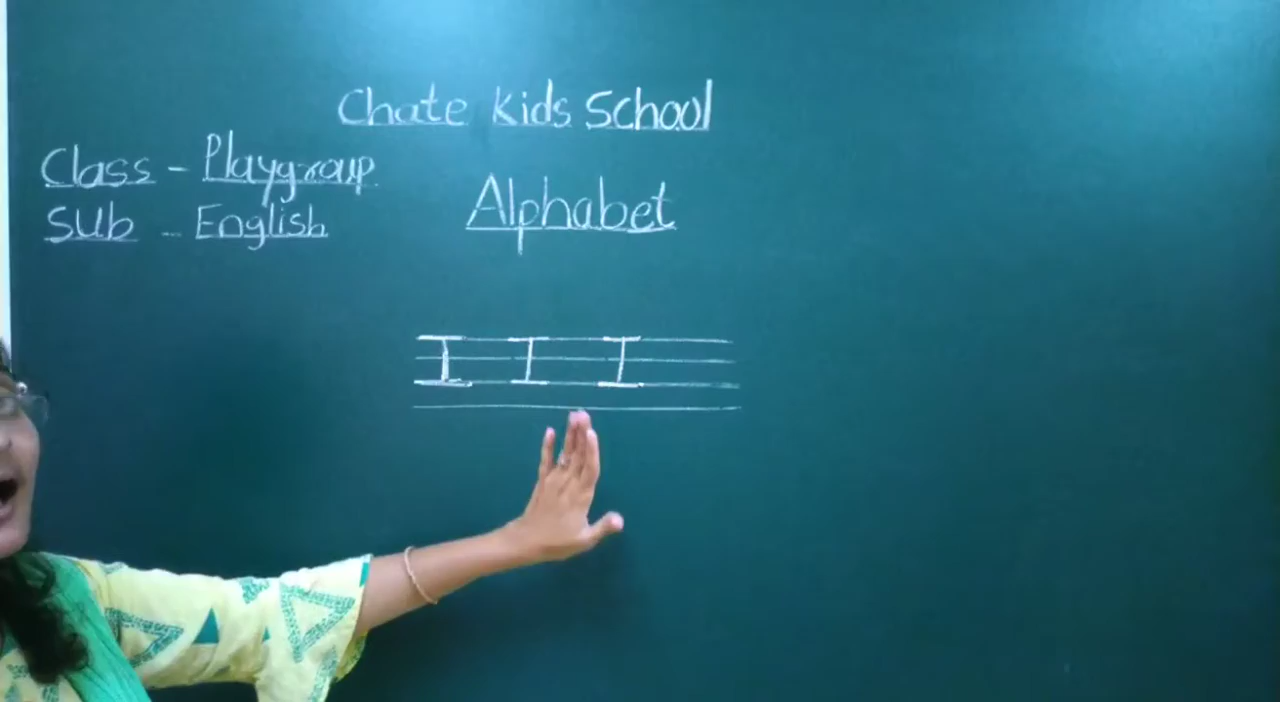 Chate Kids School
Class - Playgroup
Sub - English
Alphabet
I I I